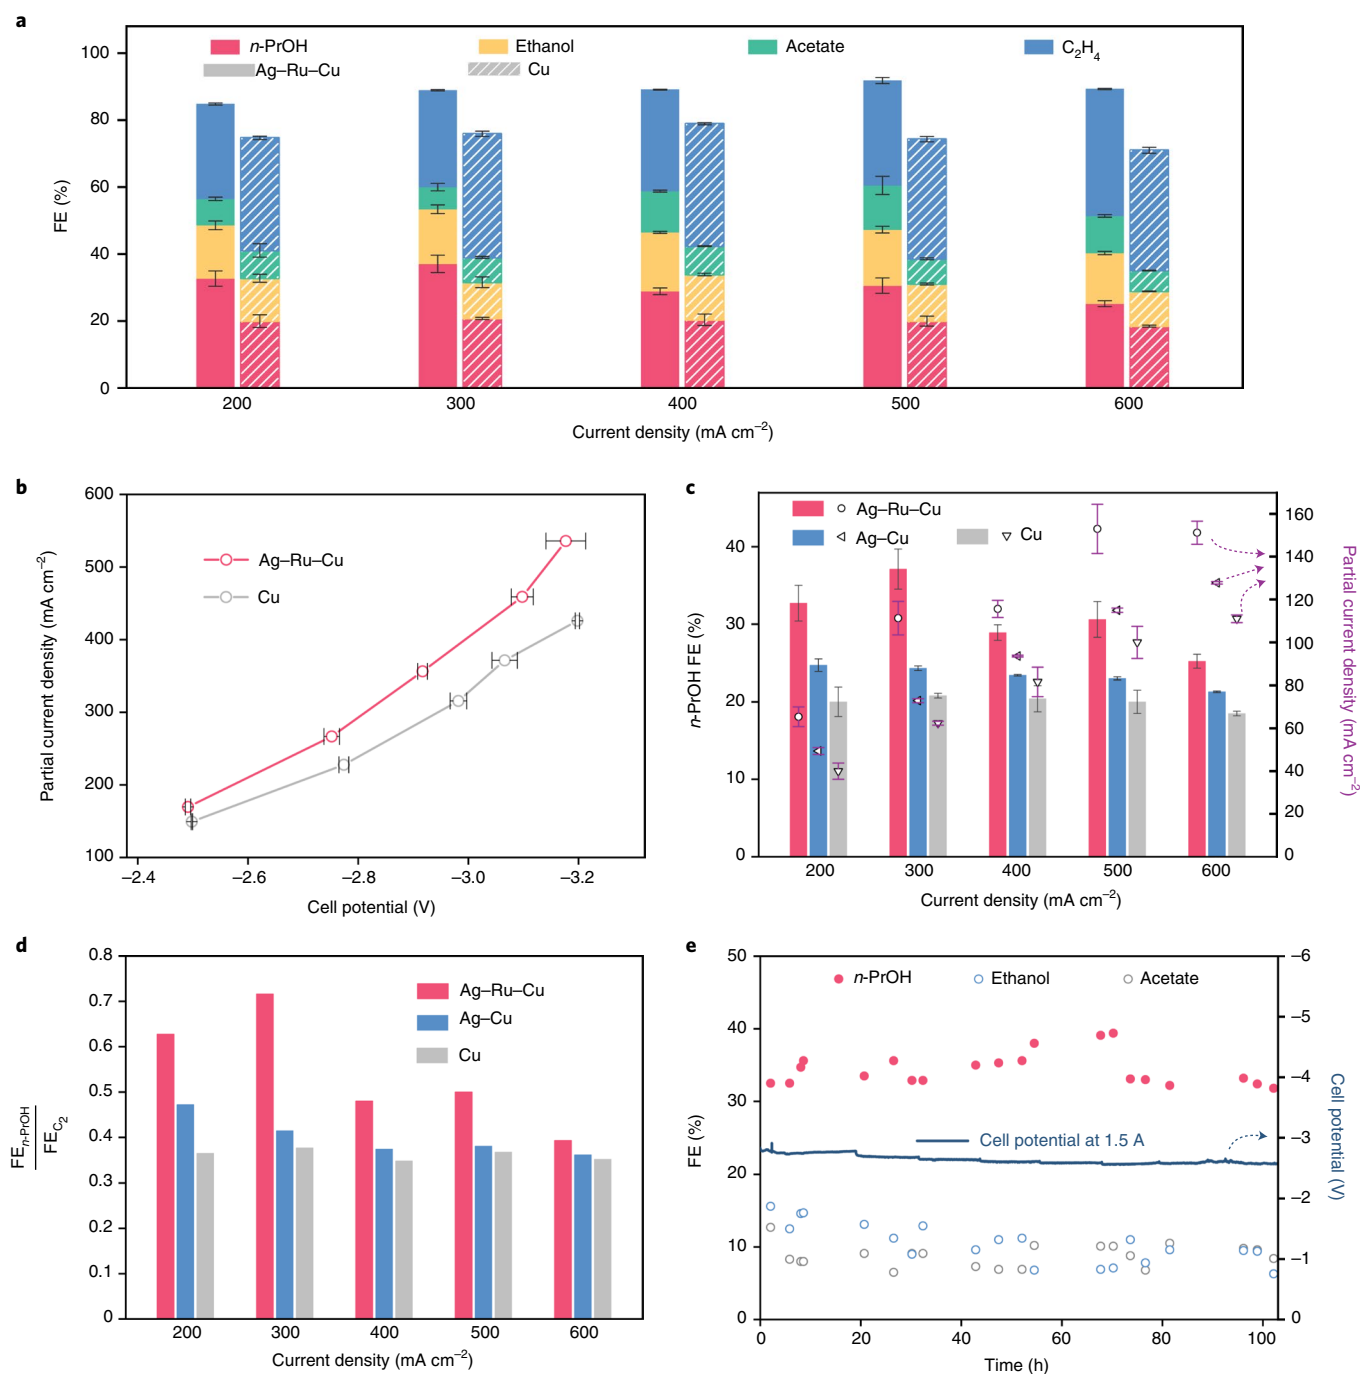 a
100
80
60
40
20
0
FE (%)
n-PrOH Ethanol Acetate C2H4
Ag–Ru–Cu Cu
200 300 400 500 600
Current density (mA cm−2)
b
600
500
400
300
200
100
Partial current density (mA cm−2)
Ag–Ru–Cu
Cu
−2.4 −2.6 −2.8 −3.0 −3.2
Cell potential (V)
c
40
30
20
10
0
n-PrOH FE (%)
Ag–Ru–Cu
Ag–Cu Cu
160
140
120
100
80
60
40
20
0
Partial current
density (mA cm−2)
200 300 400 500 600
Current density (mA cm−2)
d
0.8
0.7
0.6
0.5
0.4
0.3
0.2
0.1
0
FEn-PrOH
FEC2
Ag–Ru–Cu
Ag–Cu
Cu
200 300 400 500 600
Current density (mA cm−2)
e
50
40
30
20
10
0
FE (%)
n-PrOH Ethanol Acetate
Cell potential at 1.5 A
−6
−5
−4
−3
−2
−1
0
Cell potential
(V)
0 20 40 60 80 100
Time (h)